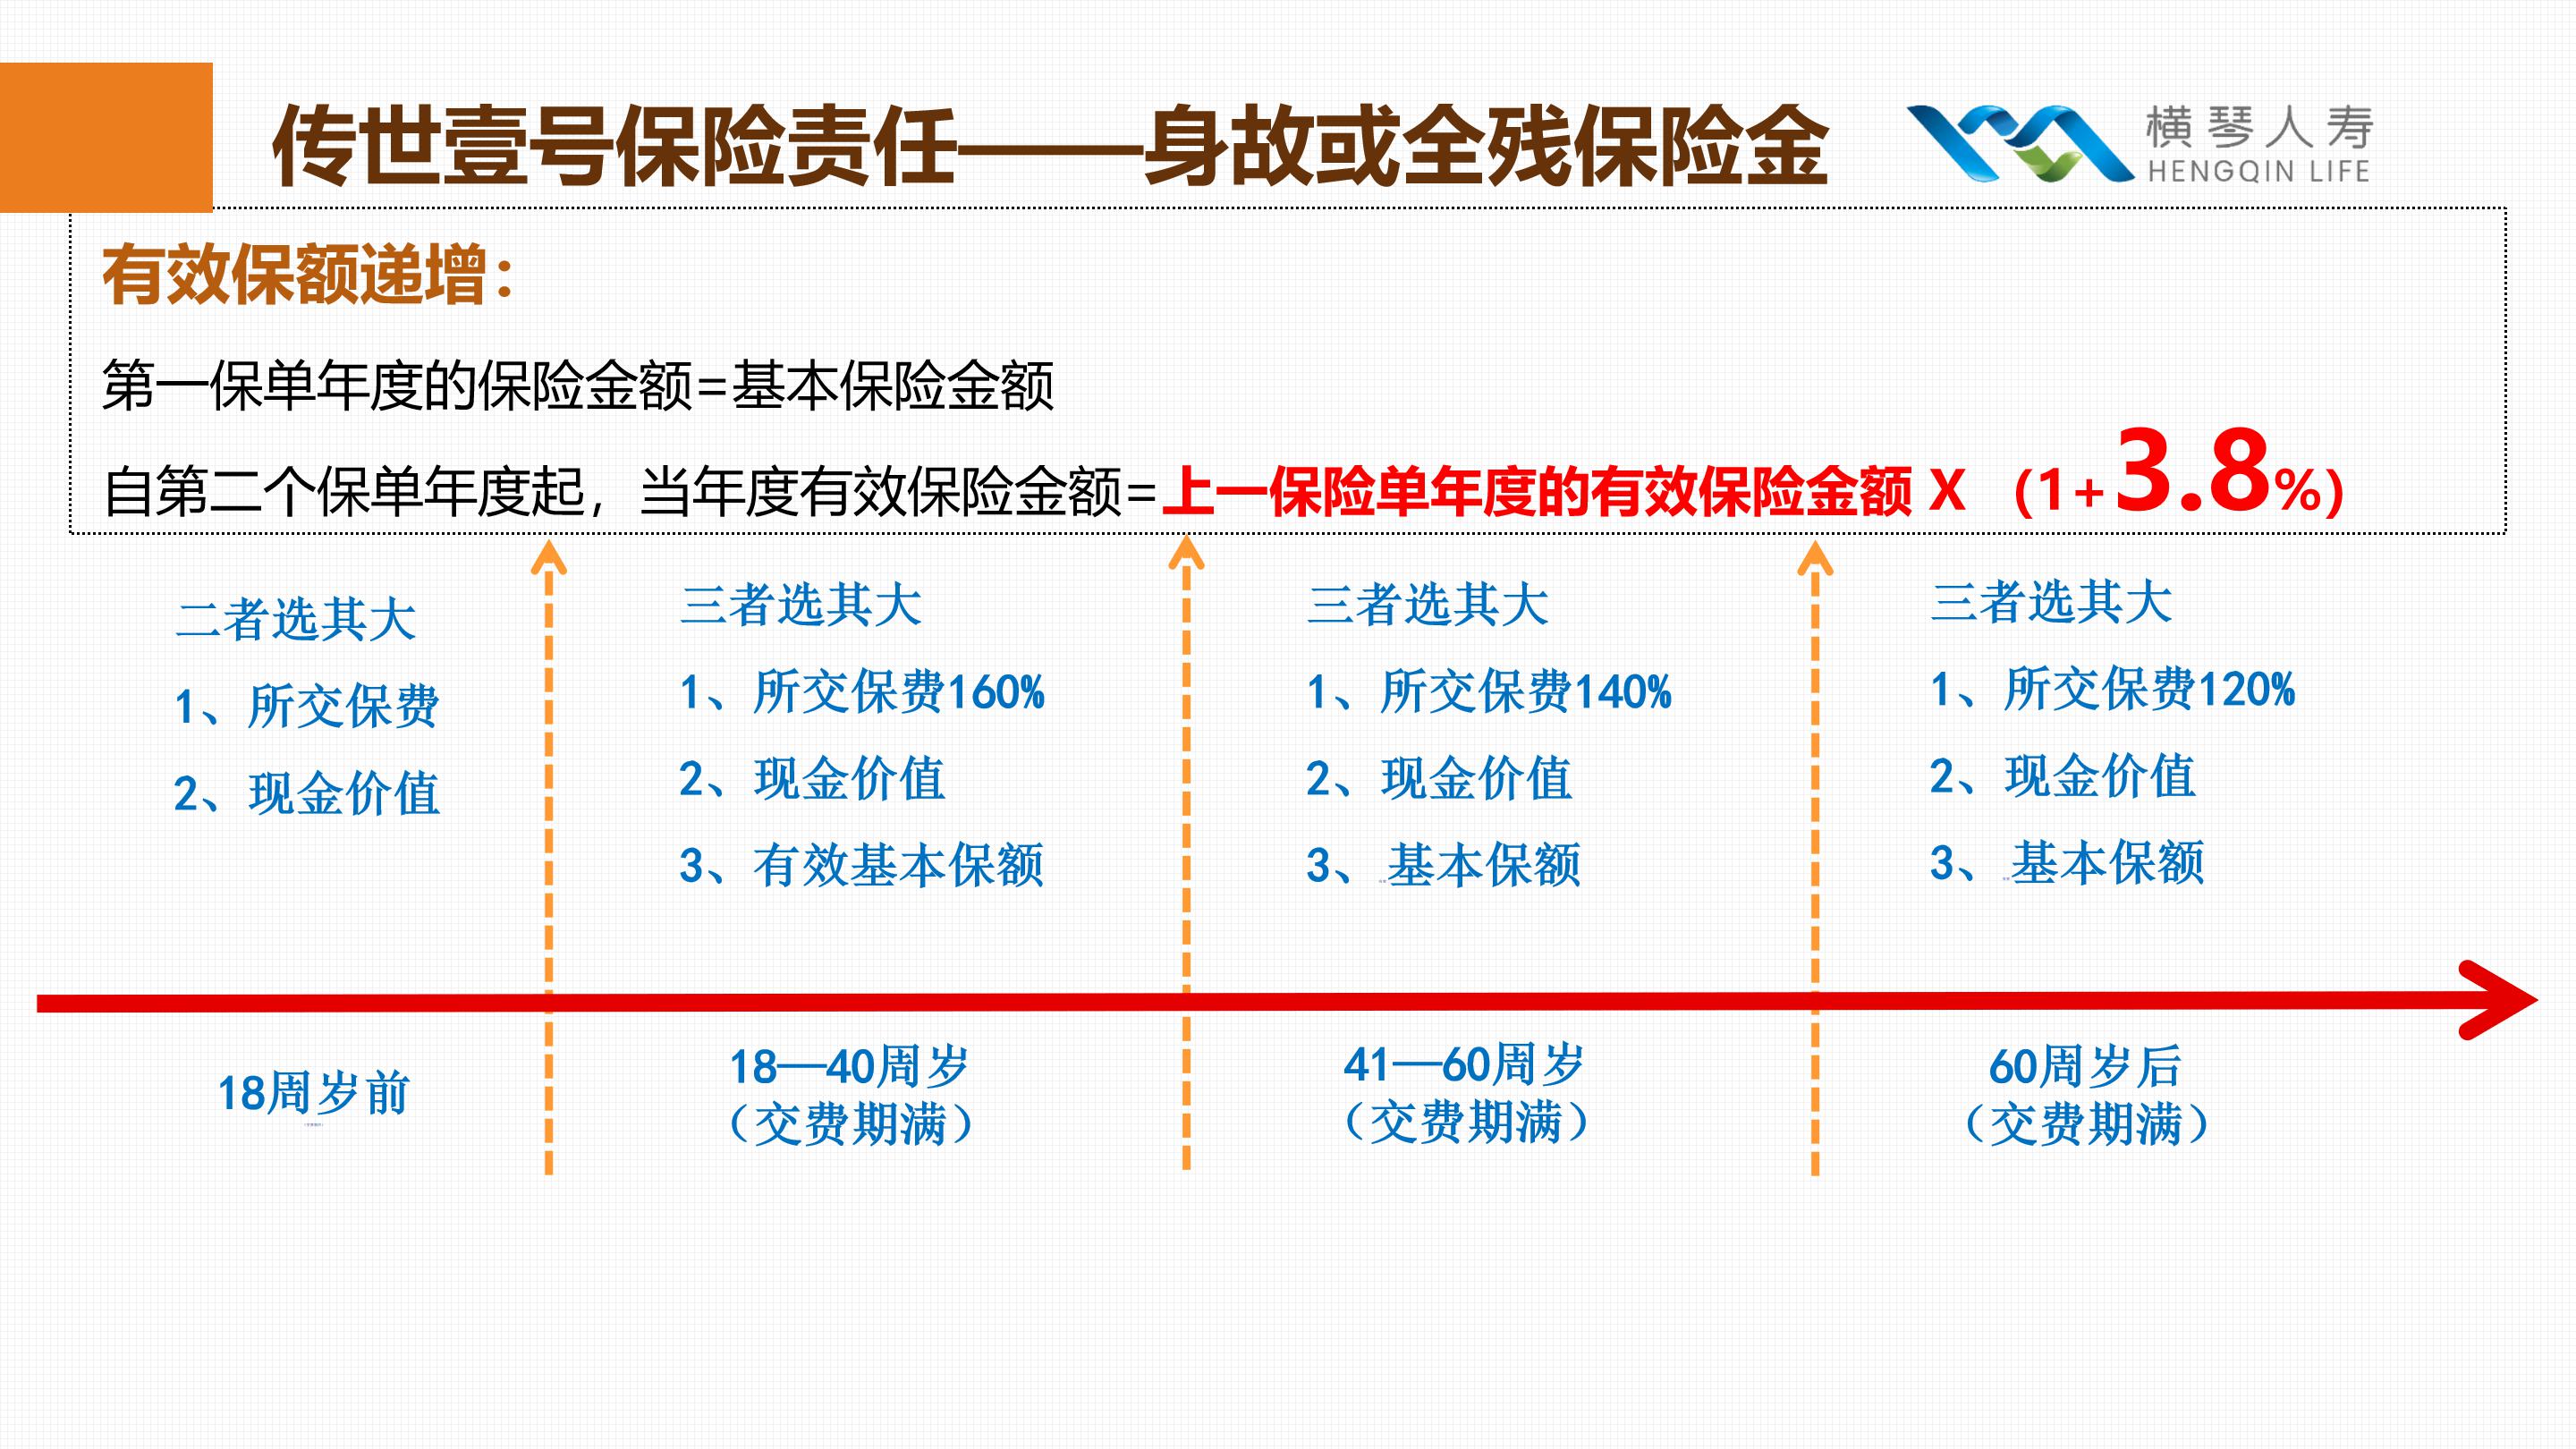 传世壹号保险责任——身故或全残保险金
横琴人寿
HENGQIN LIFE
有效保额递增：
第一保单年度的保险金额=基本保险金额
自第二个保单年度起，当年度有效保险金额=上一保险单年度的有效保险金额 X （1+3.8%）
二者选其大
1、所交保费
2、现金价值
三者选其大
1、所交保费160%
2、现金价值
3、有效基本保额
三者选其大
1、所交保费140%
2、现金价值
3、基本保额
三者选其大
1、所交保费120%
2、现金价值
3、基本保额
18周岁前
18—40周岁
（交费期满）
41—60周岁
（交费期满）
60周岁后
（交费期满）